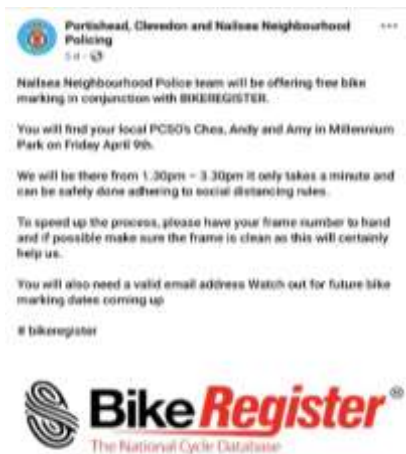 Portishead, Clevedon and Nailsea Neighbourhood
Policing
5 d ·
Nailsea Neighbourhood Police team will be offering free bike
marking in conjunction with BIKEREGISTER.
You will find your local PCSO's Chea, Andy and Amy in Millennium
Park on Friday April 9th.
We will be there from 1.30pm – 3.30pm it only takes a minute and
can be safely done adhering to social distancing rules.
To speed up the process, please have your frame number to hand
and if possible make sure the frame is clean as this will certainly
help us.
You will also need a valid email address Watch out for future bike
marking dates coming up
# bikeregister
BikeRegister®
The National Cycle Database